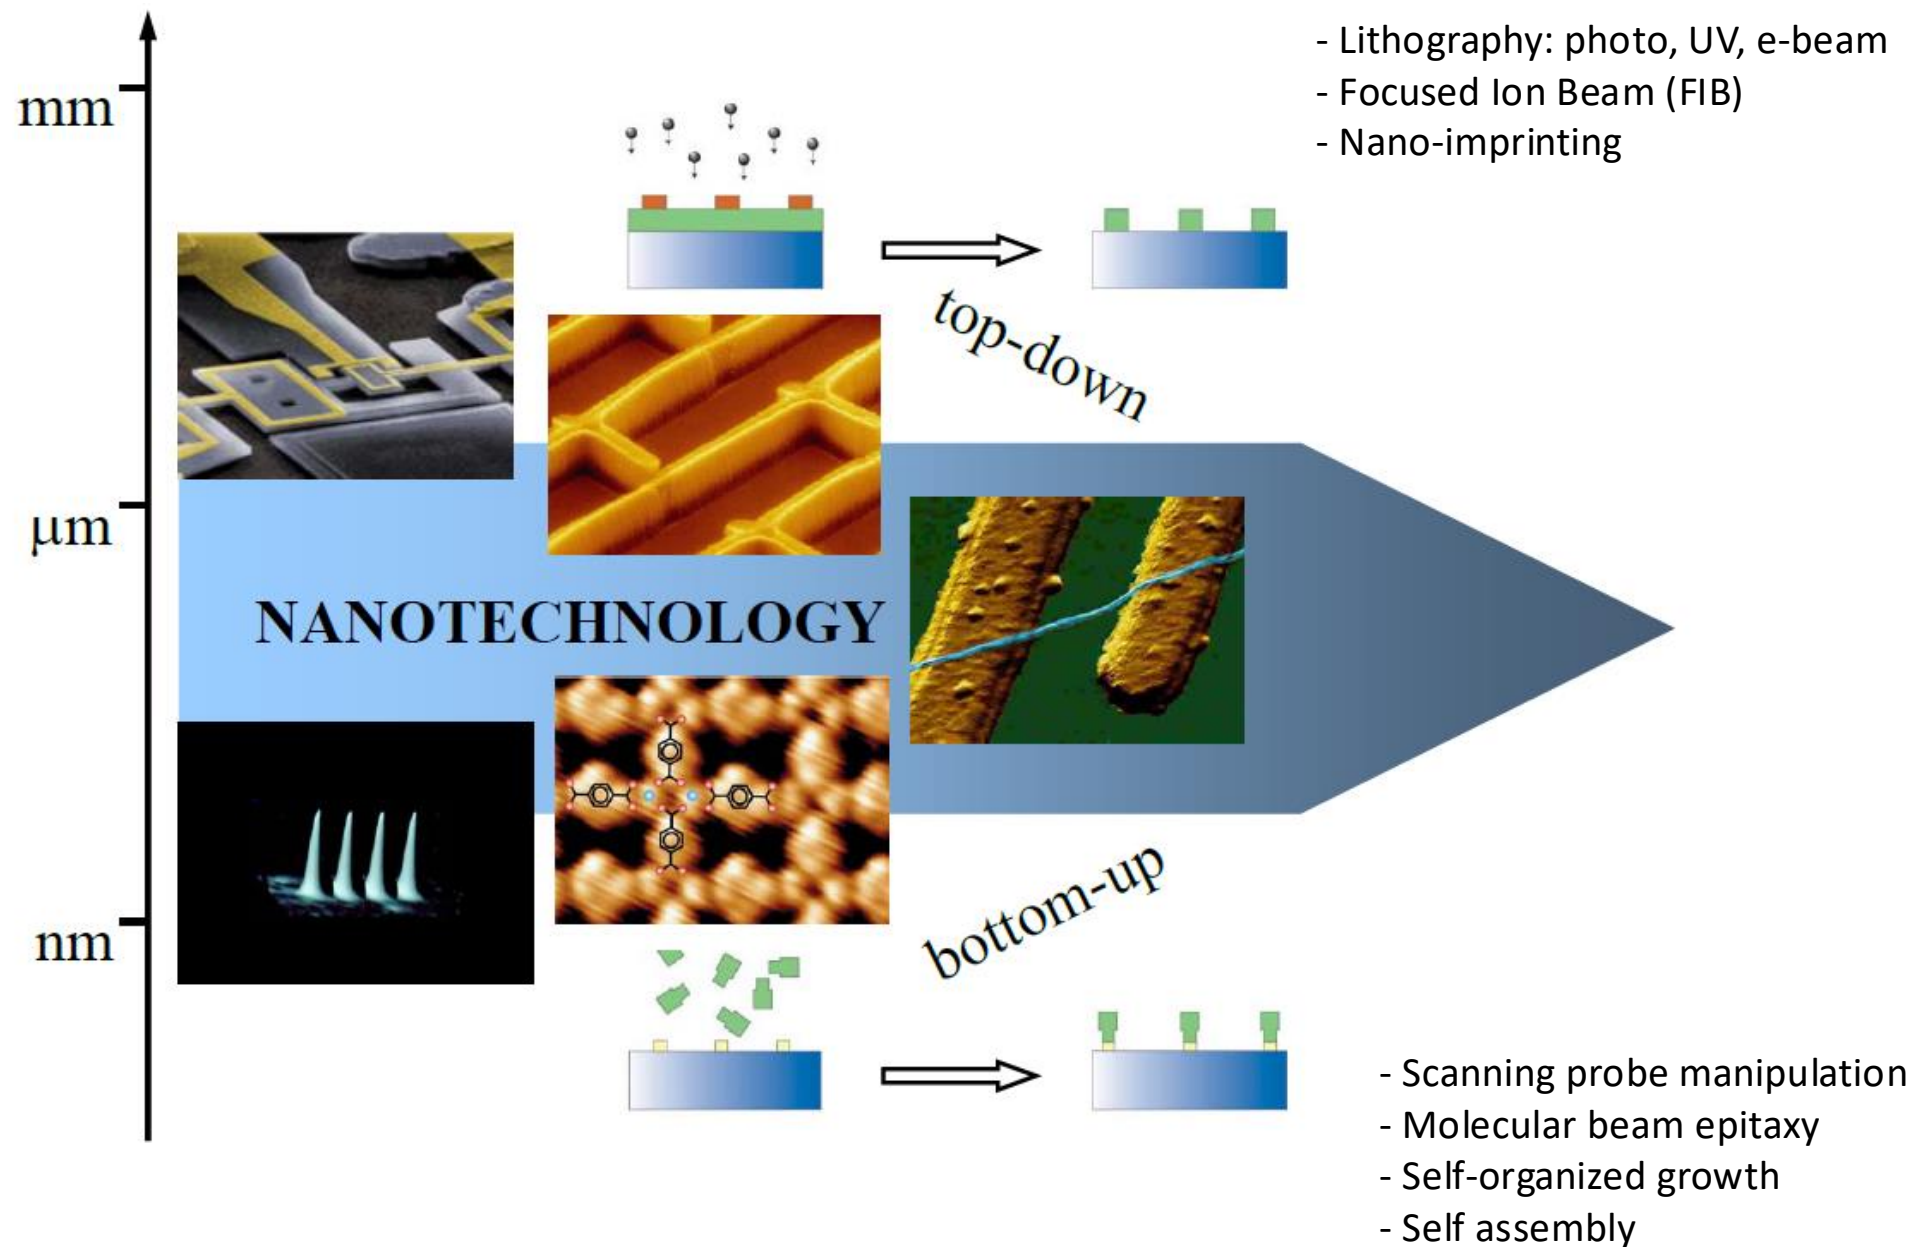 - Lithography: photo, UV, e-beam
- Focused Ion Beam (FIB)
- Nano-imprinting
mm
top-down
μm
NANOTECHNOLOGY
nm
bottom-up
- Scanning probe manipulation
- Molecular beam epitaxy
- Self-organized growth
- Self assembly